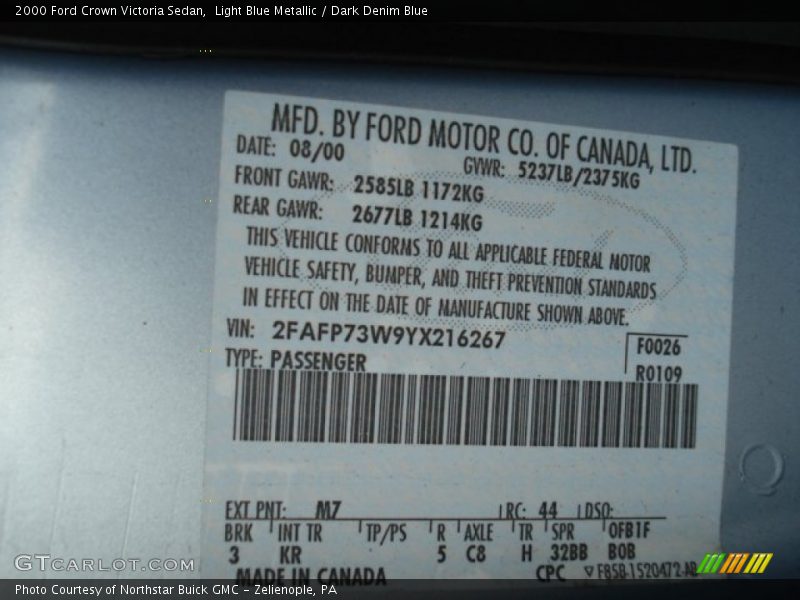 2000 Ford Crown Victoria Sedan,  Light Blue Metallic / Dark Denim Blue
MFD. BY FORD MOTOR CO. OF CANADA, LTD.
DATE: 08/00 GVWR: 5237LB/2375KG
FRONT GAWR: 2585LB 1172KG
REAR GAWR: 2677LB 1214KG
THIS VEHICLE CONFORMS TO ALL APPLICABLE FEDERAL MOTOR
VEHICLE SAFETY, BUMPER, AND THEFT PREVENTION STANDARDS
IN EFFECT ON THE DATE OF MANUFACTURE SHOWN ABOVE.
VIN: 2FAFP73W9YX216267 F0026
TYPE: PASSENGER R0109
EXT PNT: M7 RC: 44 DSO:
BRK INT TR TP/PS R AXLE TR SPR OFB1F
3 KR 5 C8 H 32BB BOB
MADE IN CANADA CPC F85B-1520472-AB
GTCARLOT.COM
Photo Courtesy of Northstar Buick GMC - Zelienople, PA